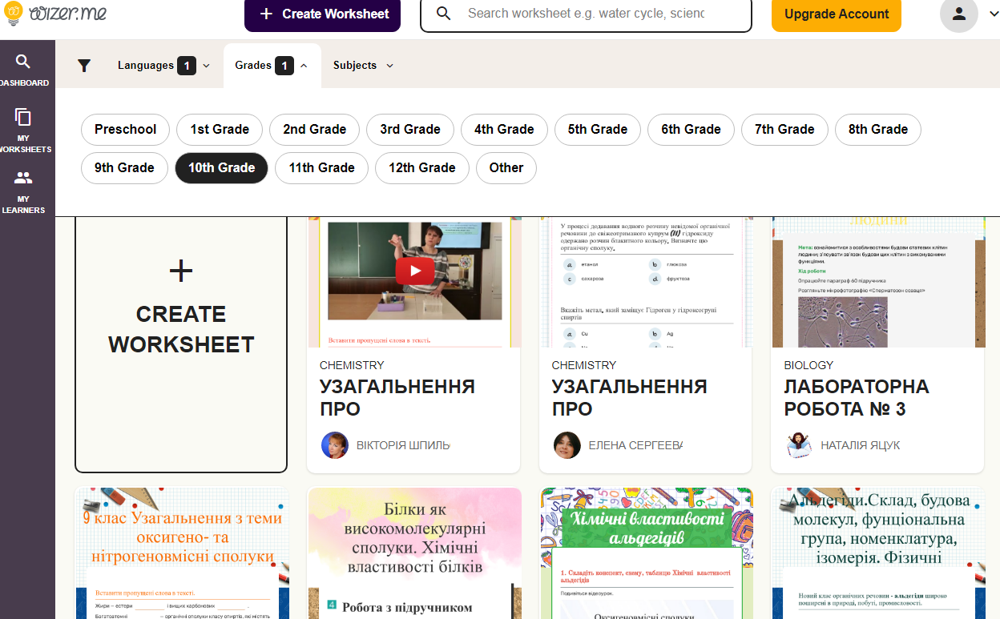 wizer.me
+ Create Worksheet
Search worksheet e.g. water cycle, scienc
Upgrade Account
DASHBOARD
MY
WORKSHEETS
MY
LEARNERS
Languages 1
Grades 1
Subjects
Preschool
1st Grade
2nd Grade
3rd Grade
4th Grade
5th Grade
6th Grade
7th Grade
8th Grade
9th Grade
10th Grade
11th Grade
12th Grade
Other
+
CREATE
WORKSHEET
Вставити пропущені слова в тексті.
CHEMISTRY
УЗАГАЛЬНЕННЯ
ПРО
ВІКТОРІЯ ШПИЛЬ
У процесі додавання водного розчину невідомої органічної
речовини до свіжеотриманого купрум (II) гідроксиду
одержано розчин блакитного кольору. Визначте цю
органічну сполуку.
a етанол
b глюкоза
c сахароза
d фруктоза
Вкажіть метал, який заміщує Гідроген у гідроксогрупі
спиртів
a Cu
b Ag
CHEMISTRY
УЗАГАЛЬНЕННЯ
ПРО
ЕЛЕНА СЕРГЕЕВА
ЛЮДИНИ
Мета: ознайомитися з особливостями будови статевих клітин
людини; з'ясувати зв'язок будови цих клітин з виконуваними
функціями.
Хід роботи
Опрацюйте параграф 60 підручника
Розгляньте мікрофотографію «Сперматозон ссавця»
BIOLOGY
ЛАБОРАТОРНА
РОБОТА № 3
НАТАЛІЯ ЯЦУК
9 клас Узагальнення з теми
оксигено- та
нітрогеновмісні сполуки
Вставити пропущені слова в тексті.
Жири – естери ________ і вищих карбонових ________ .
Багатоатомні ________ – органічні сполуки класу спиртів, які містять
Білки як
високомолекулярні
сполуки. Хімічні
властивості білків
4 Робота з підручником
Хімічні властивості
альдегідів
1. Складіть конспект, схему, таблицю Хімічні властивості
альдегідів
Подивіться відеоурок.
Оксигеновмісні сполуки
Альдегіди.Склад, будова
молекул, фунціональна
група, номенклатура,
ізомерія. Фізичні
Новий клас органічних речовин - альдегіди широко
поширені в природі, побуті, промисловості.